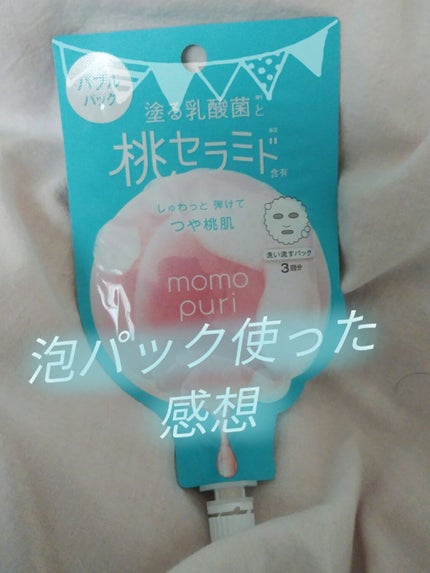 バブル
パック
塗る乳酸菌と
※1
桃セラミド
※2
含有
しゅわっと 弾けて
つや桃肌
洗い流すパック
3回分
momo
puri
泡パック使った
感想